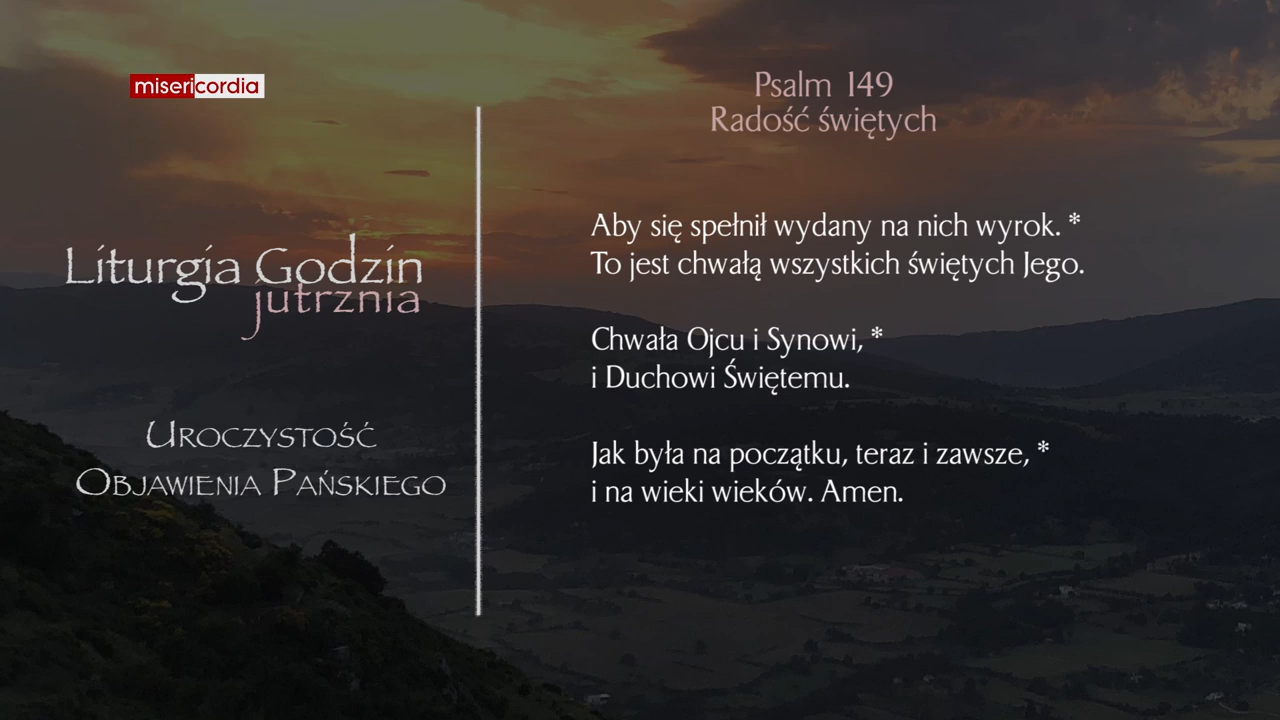 misericordia
Liturgia Godzin
jutrznia
Uroczystość
Objawienia Pańskiego
Psalm 149
Radość świętych
Aby się spełnił wydany na nich wyrok. *
To jest chwałą wszystkich świętych Jego.
Chwała Ojcu i Synowi, *
i Duchowi Świętemu.
Jak była na początku, teraz i zawsze, *
i na wieki wieków. Amen.